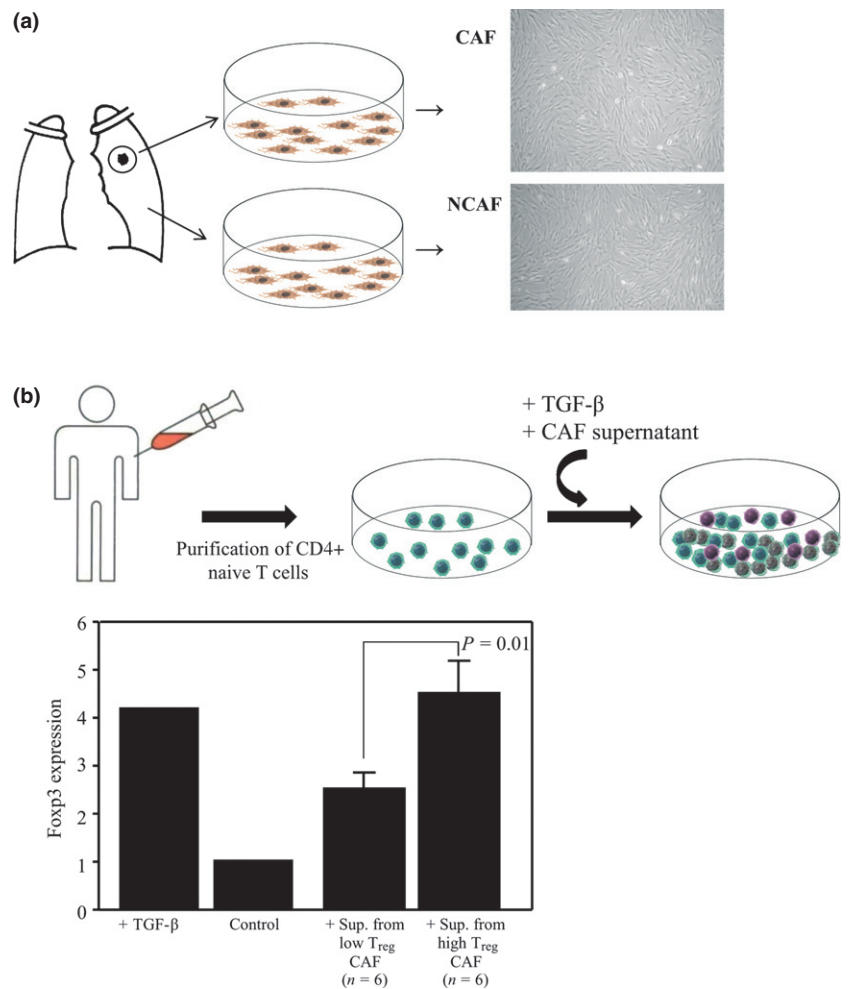 (a)
CAF
NCAF
(b)
+ TGF-β
+ CAF supernatant
Purification of CD4+
naive T cells
6
5
4
3
2
1
0
Foxp3 expression
P = 0.01
+ TGF-β
Control
+ Sup. from
low Treg
CAF
(n = 6)
+ Sup. from
high Treg
CAF
(n = 6)